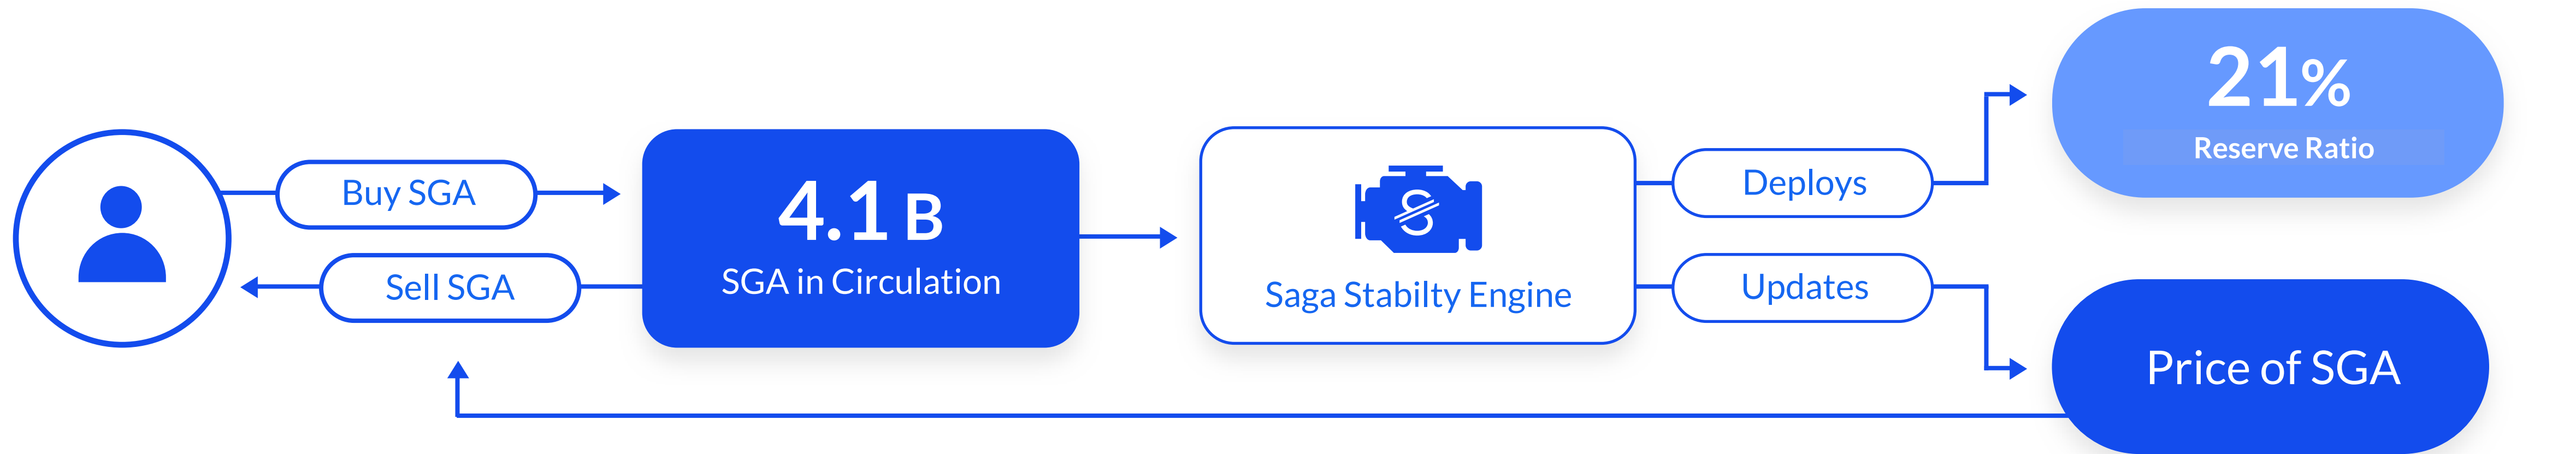 Buy SGA
Sell SGA
4.1 B
SGA in Circulation
Saga Stabilty Engine
Deploys
Updates
21%
Reserve Ratio
Price of SGA